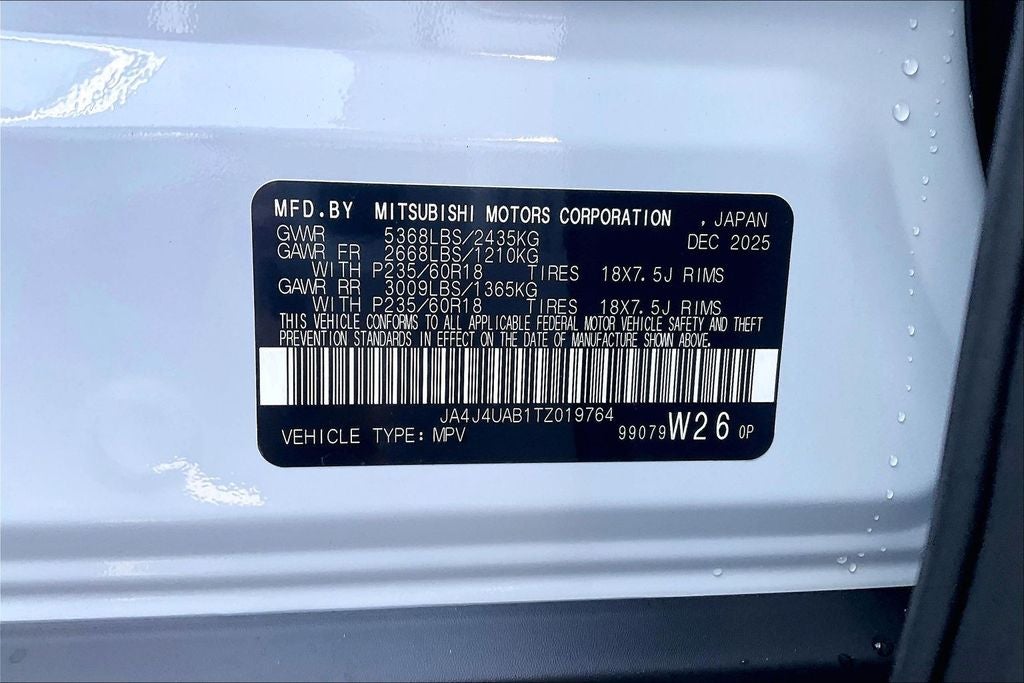 MFD.BY MITSUBISHI MOTORS CORPORATION , JAPAN
GVWR 5368LBS/2435KG DEC 2025
GAWR FR 2668LBS/1210KG
WITH P235/60R18 TIRES 18X7.5J RIMS
GAWR RR 3009LBS/1365KG
WITH P235/60R18 TIRES 18X7.5J RIMS
THIS VEHICLE CONFORMS TO ALL APPLICABLE FEDERAL MOTOR VEHICLE SAFETY AND THEFT
PREVENTION STANDARDS IN EFFECT ON THE DATE OF MANUFACTURE SHOWN ABOVE.
JA4J4UAB1TZ019764
VEHICLE TYPE: MPV 99079 W26 0P